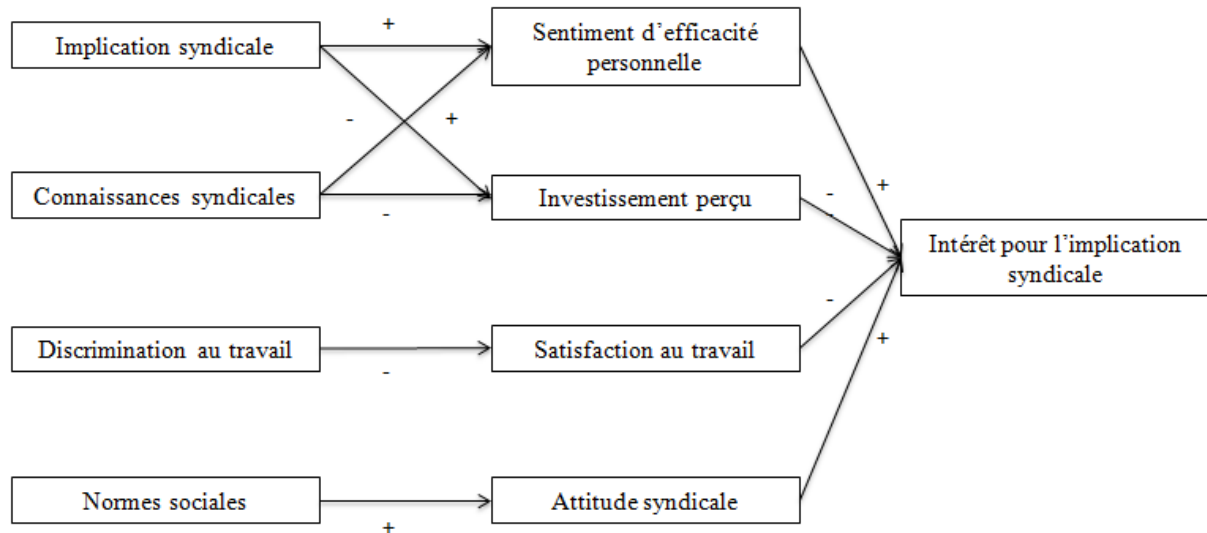 +
Implication syndicale
Sentiment d’efficacité
personnelle
-
+
Connaissances syndicales
-
Investissement perçu
-
-
+
Intérêt pour l’implication
syndicale
-
Discrimination au travail
-
Satisfaction au travail
+
Normes sociales
+
Attitude syndicale